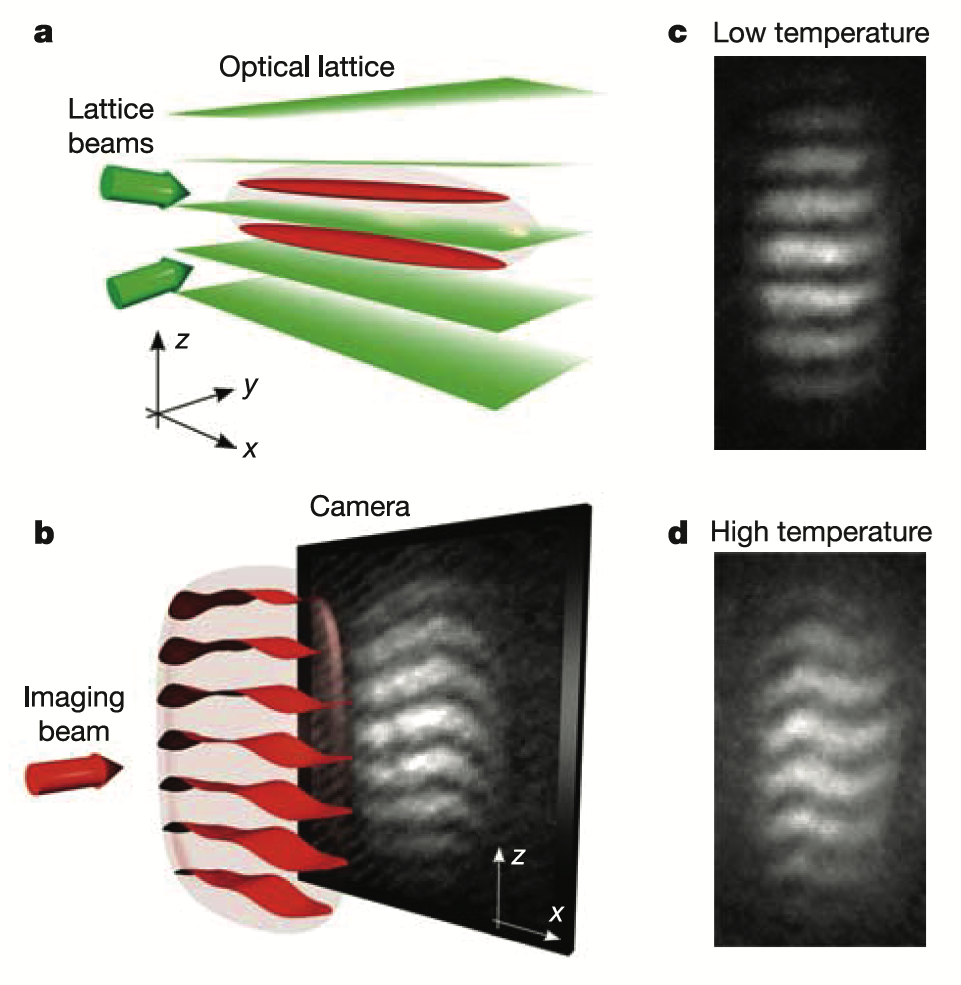 a
Optical lattice
Lattice
beams
z
y
x
b
Camera
Imaging
beam
z
x
c Low temperature
d High temperature